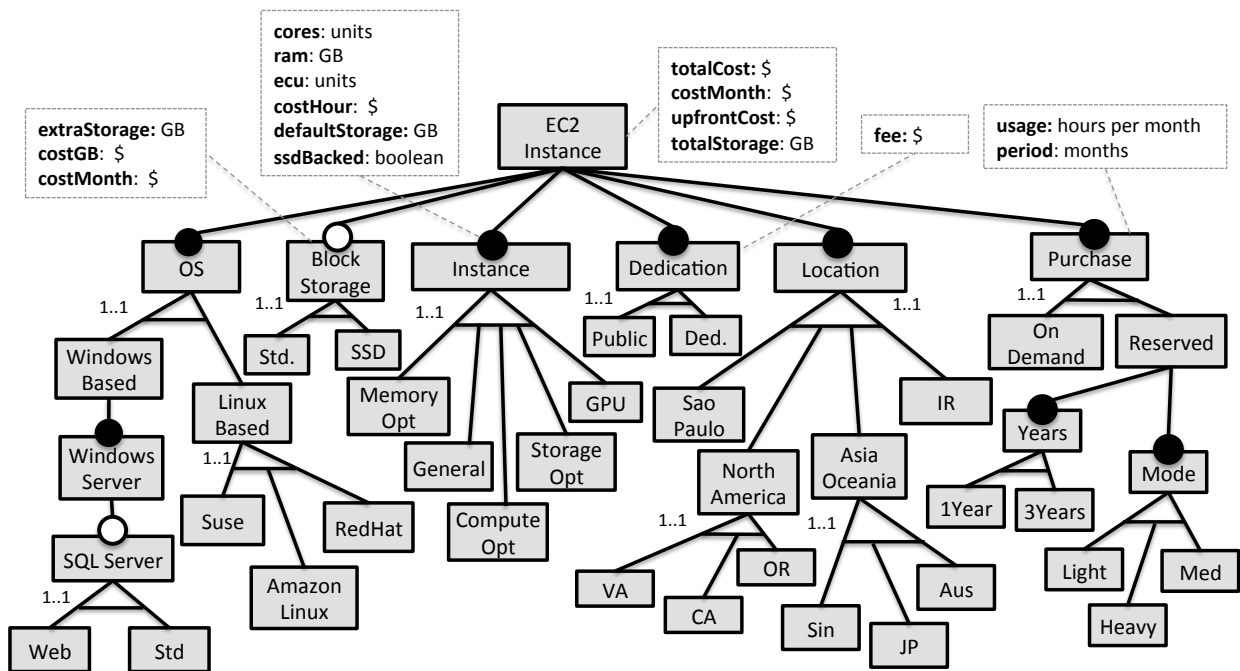 cores: units
ram: GB
ecu: units
costHour: $
defaultStorage: GB
ssdBacked: boolean
totalCost: $
costMonth: $
upfrontCost: $
totalStorage: GB
extraStorage: GB
costGB: $
costMonth: $
fee: $
usage: hours per month
period: months
EC2
Instance
OS
Block
Storage
Instance
Dedication
Location
Purchase
1..1
1..1
1..1
1..1
1..1
1..1
Windows
Based
Std.
SSD
Public
Ded.
On
Demand
Reserved
Linux
Based
Memory
Opt
GPU
Sao
Paulo
IR
Years
Windows
Server
1..1
General
Storage
Opt
North
America
Asia
Oceania
Mode
Suse
RedHat
Compute
Opt
1..1
1..1
1Year
3Years
SQL Server
Amazon
Linux
VA
CA
OR
Sin
JP
Aus
Light
Med
Heavy
1..1
Web
Std